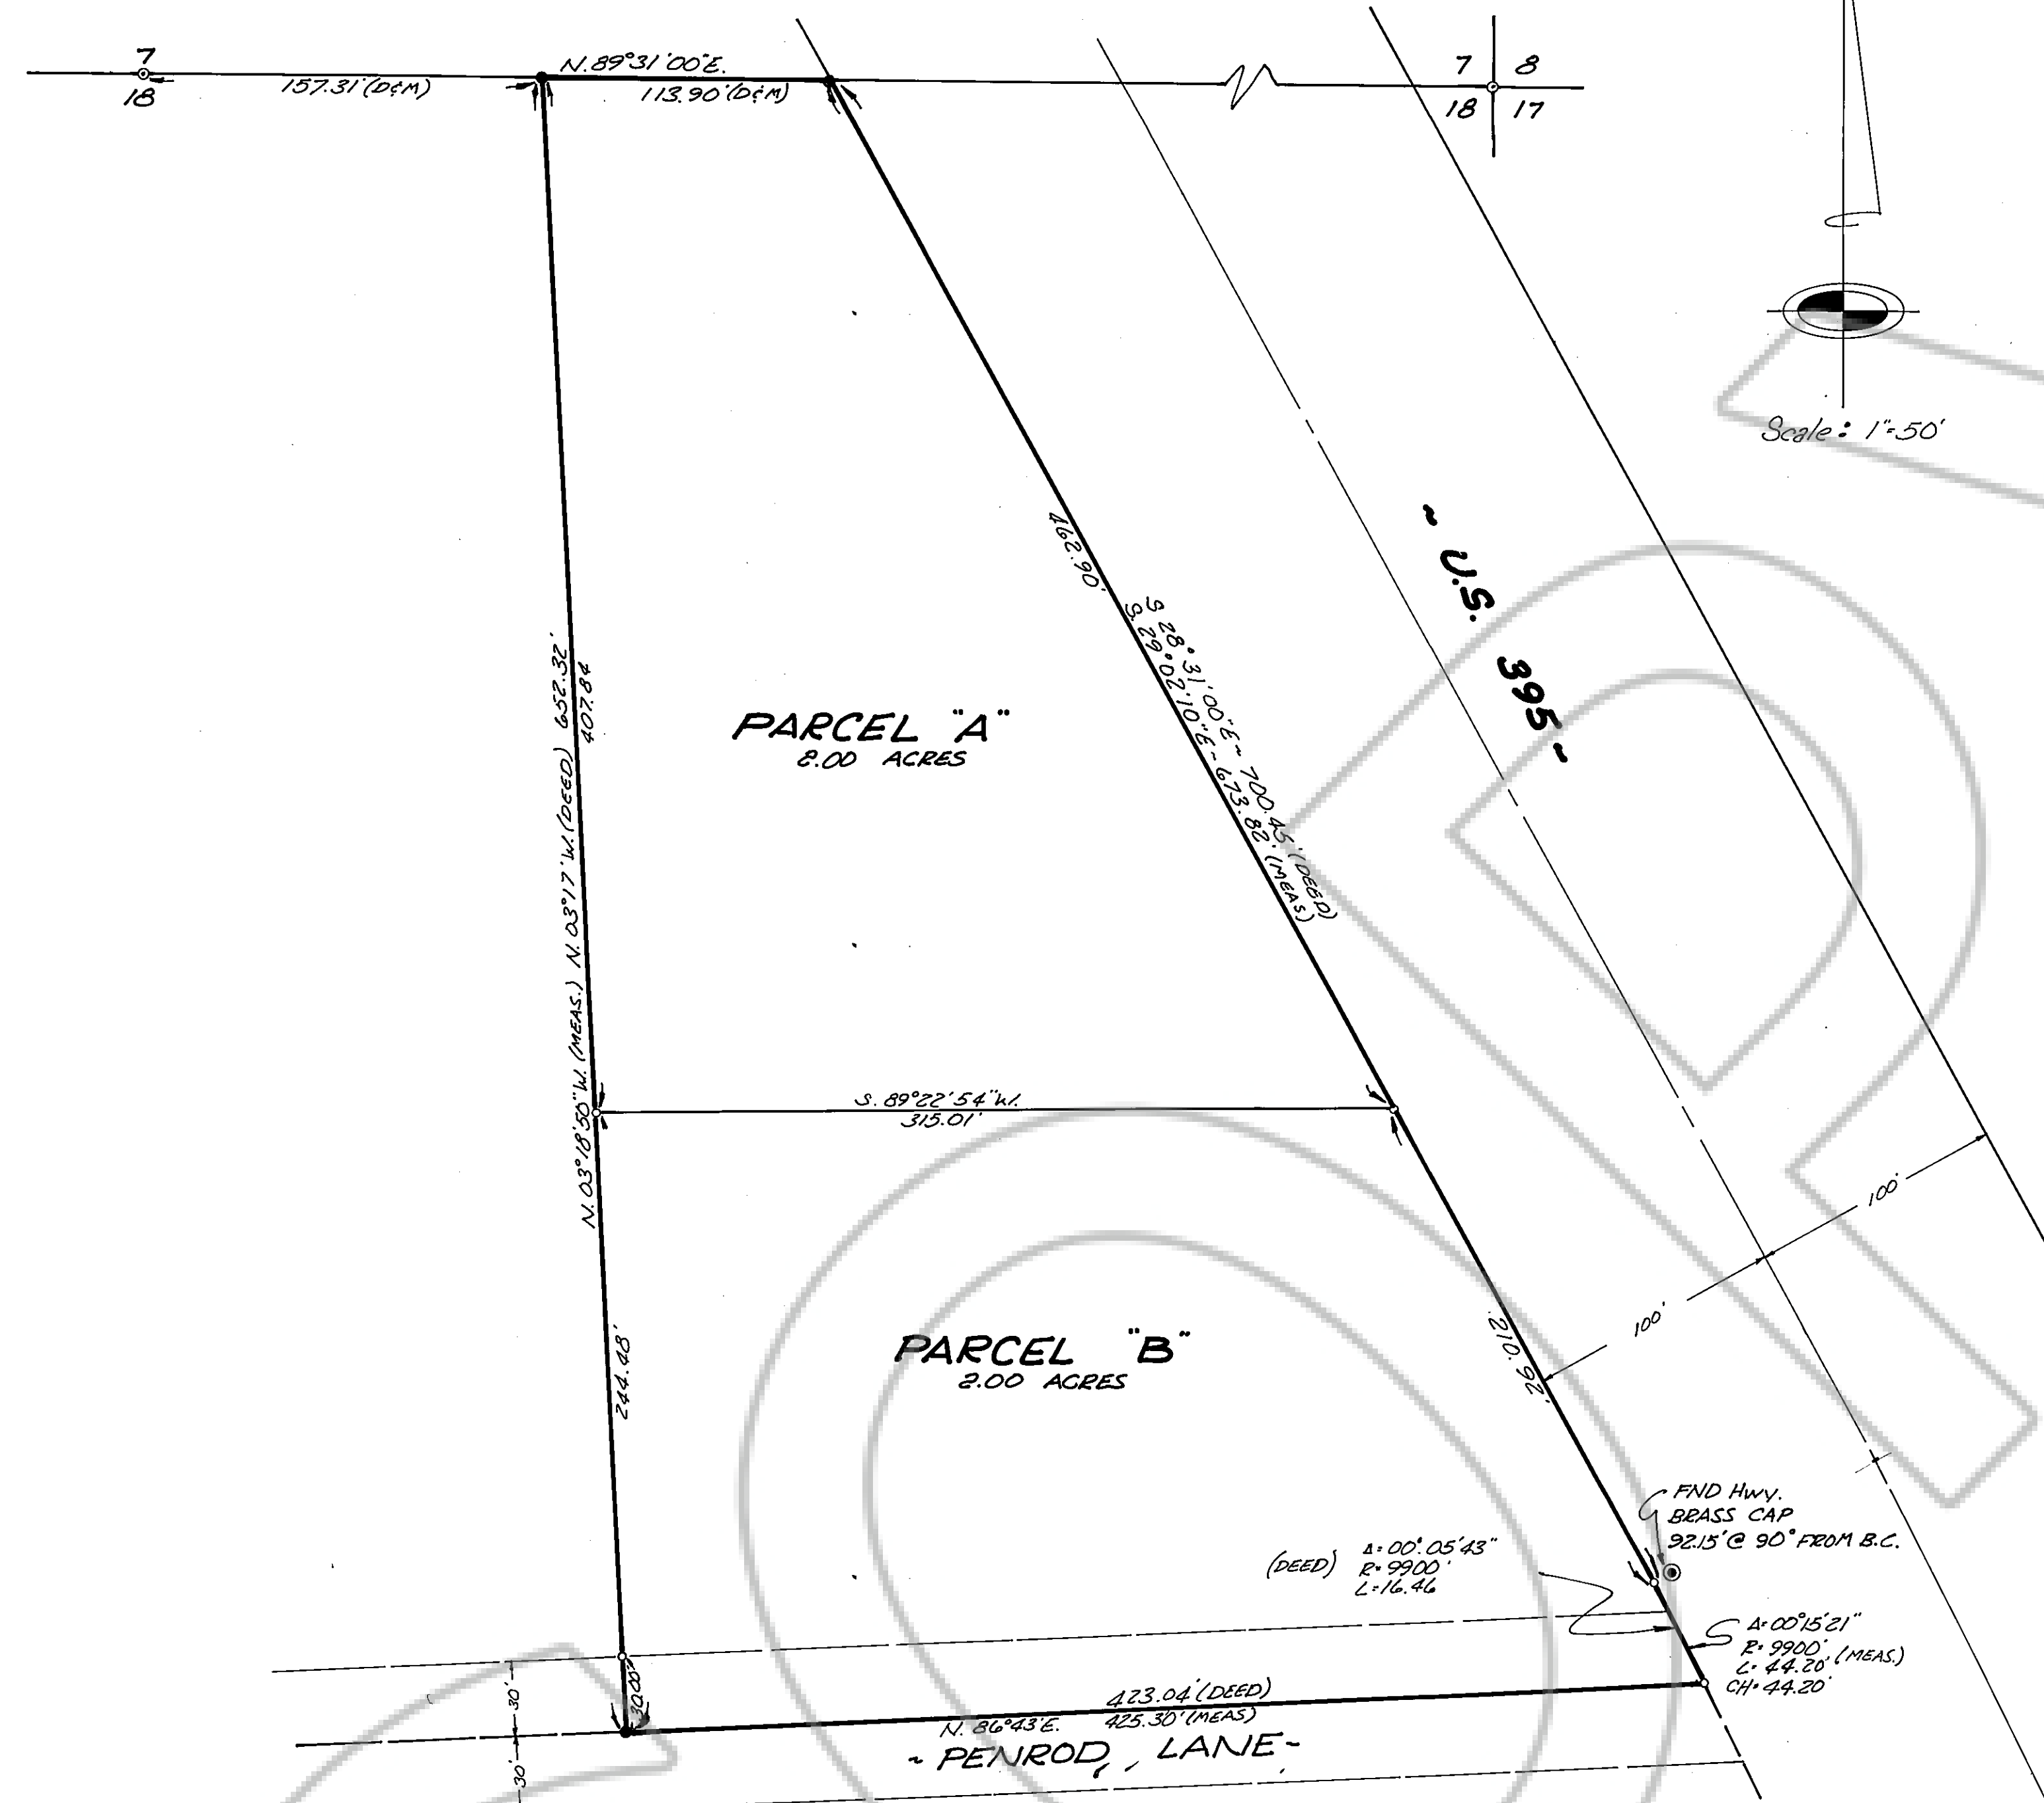 7
18
N. 89°31'00"E.
157.31'(D&M)
113.90'(D&M)
7 8
18 17
Scale: 1"=50'
~ U.S. 395 ~
462.90'
S 28°31'00"E ~ 700.45'(DEED)
S. 29°02'10"E ~ 673.82'(MEAS)
N. 03°18'50"W. (MEAS.) N. 03°17'W.(DEED) 652.32'
407.84
PARCEL "A"
2.00 ACRES
S. 89°22'54"W.
315.01'
100'
100'
244.48'
PARCEL "B"
2.00 ACRES
210.92'
FND Hwy.
BRASS CAP
92.15'@ 90° FROM B.C.
(DEED) Δ=00°05'43"
R=9900'
L=16.46
Δ=00°15'21"
R=9900'
L=44.20' (MEAS.)
CH=44.20'
30'
30.00'
423.04'(DEED)
N. 86°43'E. 425.30'(MEAS)
~ PENROD LANE ~
30'